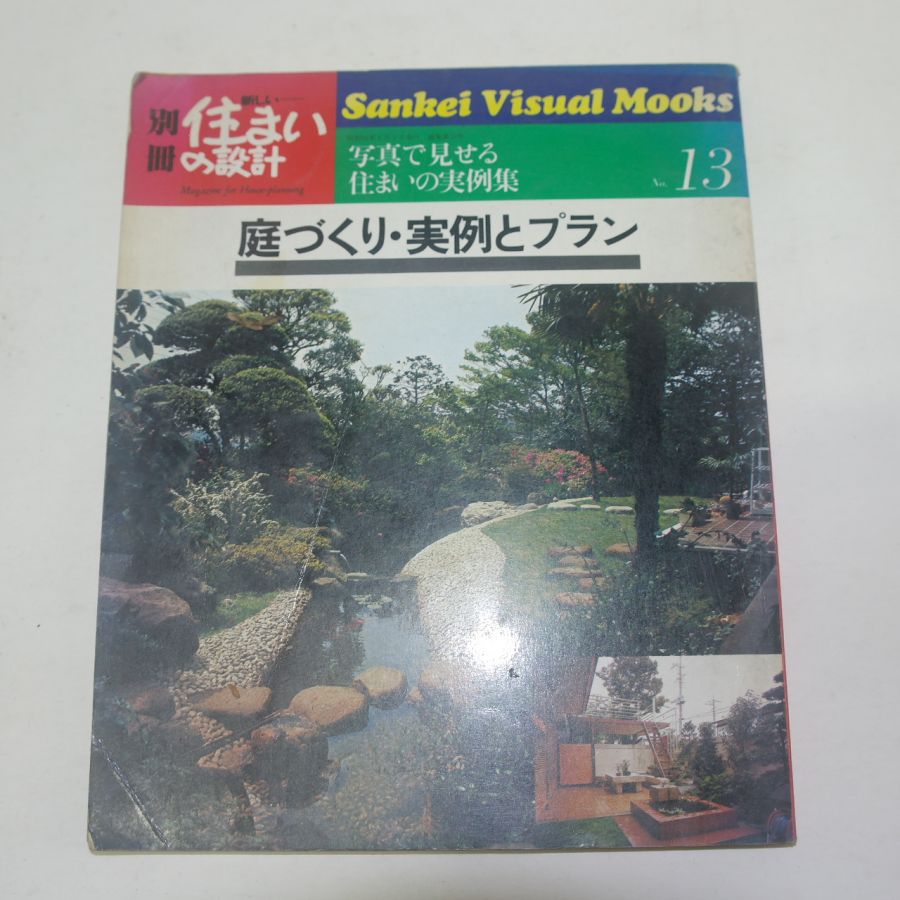 別冊
新しい
住まい
の設計
Magazine for House-planning
Sankei Visual Mooks
写真で見せる
住まいの実例集
No. 13
庭づくり・実例とプラン